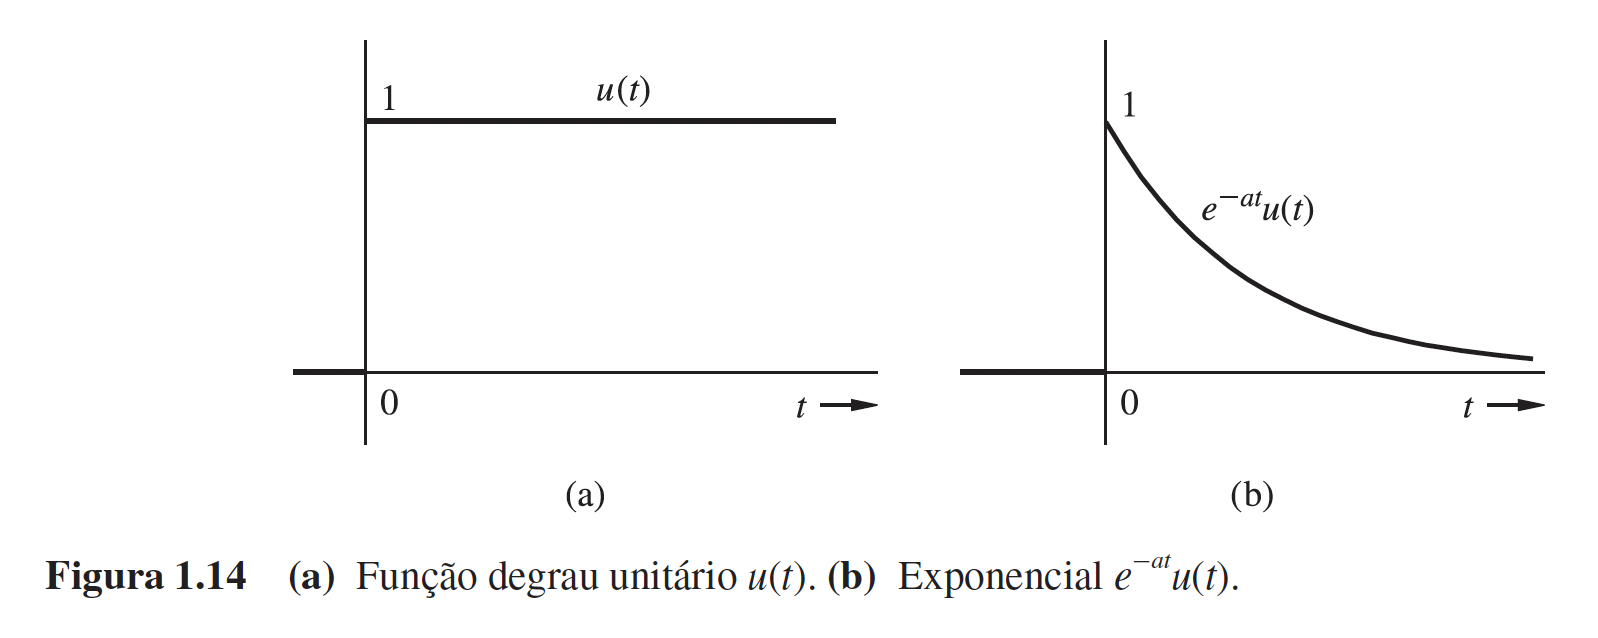 1
u(t)
0
t
(a)
1
e^{−at}u(t)
0
t
(b)
Figura 1.14 (a) Função degrau unitário u(t). (b) Exponencial e^{−at}u(t).